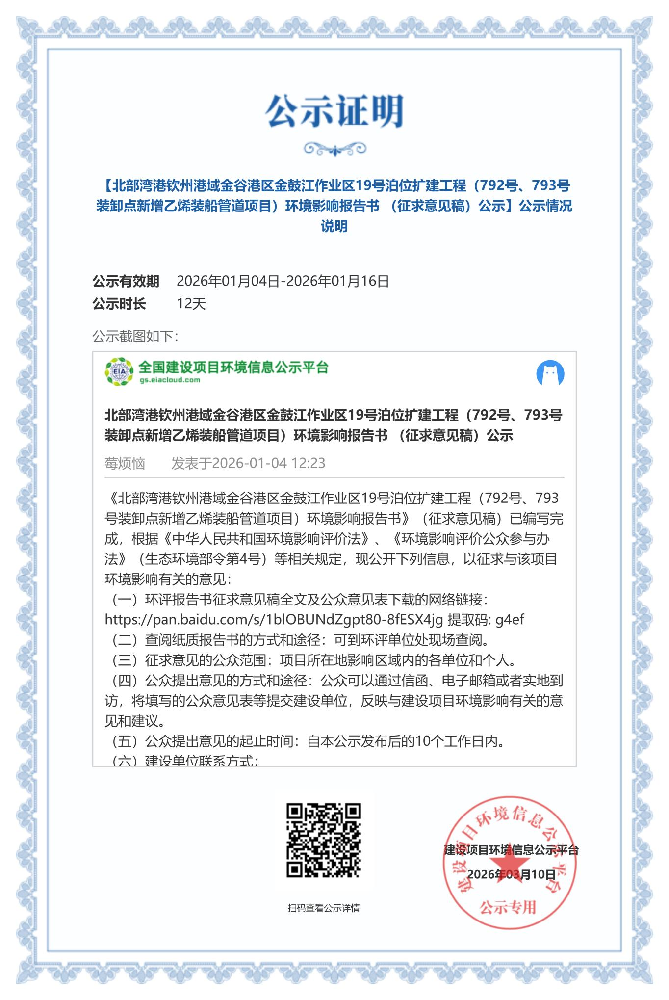 公示证明
【北部湾港钦州港域金谷港区金鼓江作业区19号泊位扩建工程（792号、793号
装卸点新增乙烯装船管道项目）环境影响报告书 （征求意见稿）公示】公示情况
说明
公示有效期 2026年01月04日-2026年01月16日
公示时长 12天
公示截图如下：
EIA 全国建设项目环境信息公示平台
gs.eiacloud.com
北部湾港钦州港域金谷港区金鼓江作业区19号泊位扩建工程（792号、793号
装卸点新增乙烯装船管道项目）环境影响报告书 （征求意见稿）公示
莓烦恼 发表于2026-01-04 12:23
《北部湾港钦州港域金谷港区金鼓江作业区19号泊位扩建工程（792号、793
号装卸点新增乙烯装船管道项目）环境影响报告书》（征求意见稿）已编写完
成，根据《中华人民共和国环境影响评价法》、《环境影响评价公众参与办
法》（生态环境部令第4号）等相关规定，现公开下列信息，以征求与该项目
环境影响有关的意见：
（一）环评报告书征求意见稿全文及公众意见表下载的网络链接：
https://pan.baidu.com/s/1blOBUNdZgpt80-8fESX4jg 提取码: g4ef
（二）查阅纸质报告书的方式和途径：可到环评单位处现场查阅。
（三）征求意见的公众范围：项目所在地影响区域内的各单位和个人。
（四）公众提出意见的方式和途径：公众可以通过信函、电子邮箱或者实地到
访，将填写的公众意见表等提交建设单位，反映与建设项目环境影响有关的意
见和建议。
（五）公众提出意见的起止时间：自本公示发布后的10个工作日内。
（六）建设单位联系方式：
扫码查看公示详情
建设项目环境信息公示平台
建设项目环境信息公示平台
2026年03月10日
公示专用